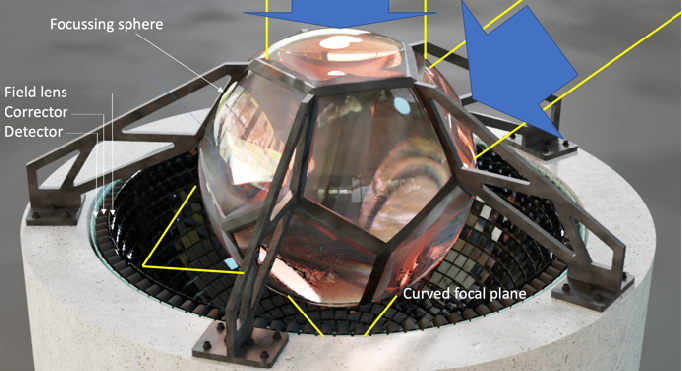 Focussing sphere
Field lens
Corrector
Detector
Curved focal plane